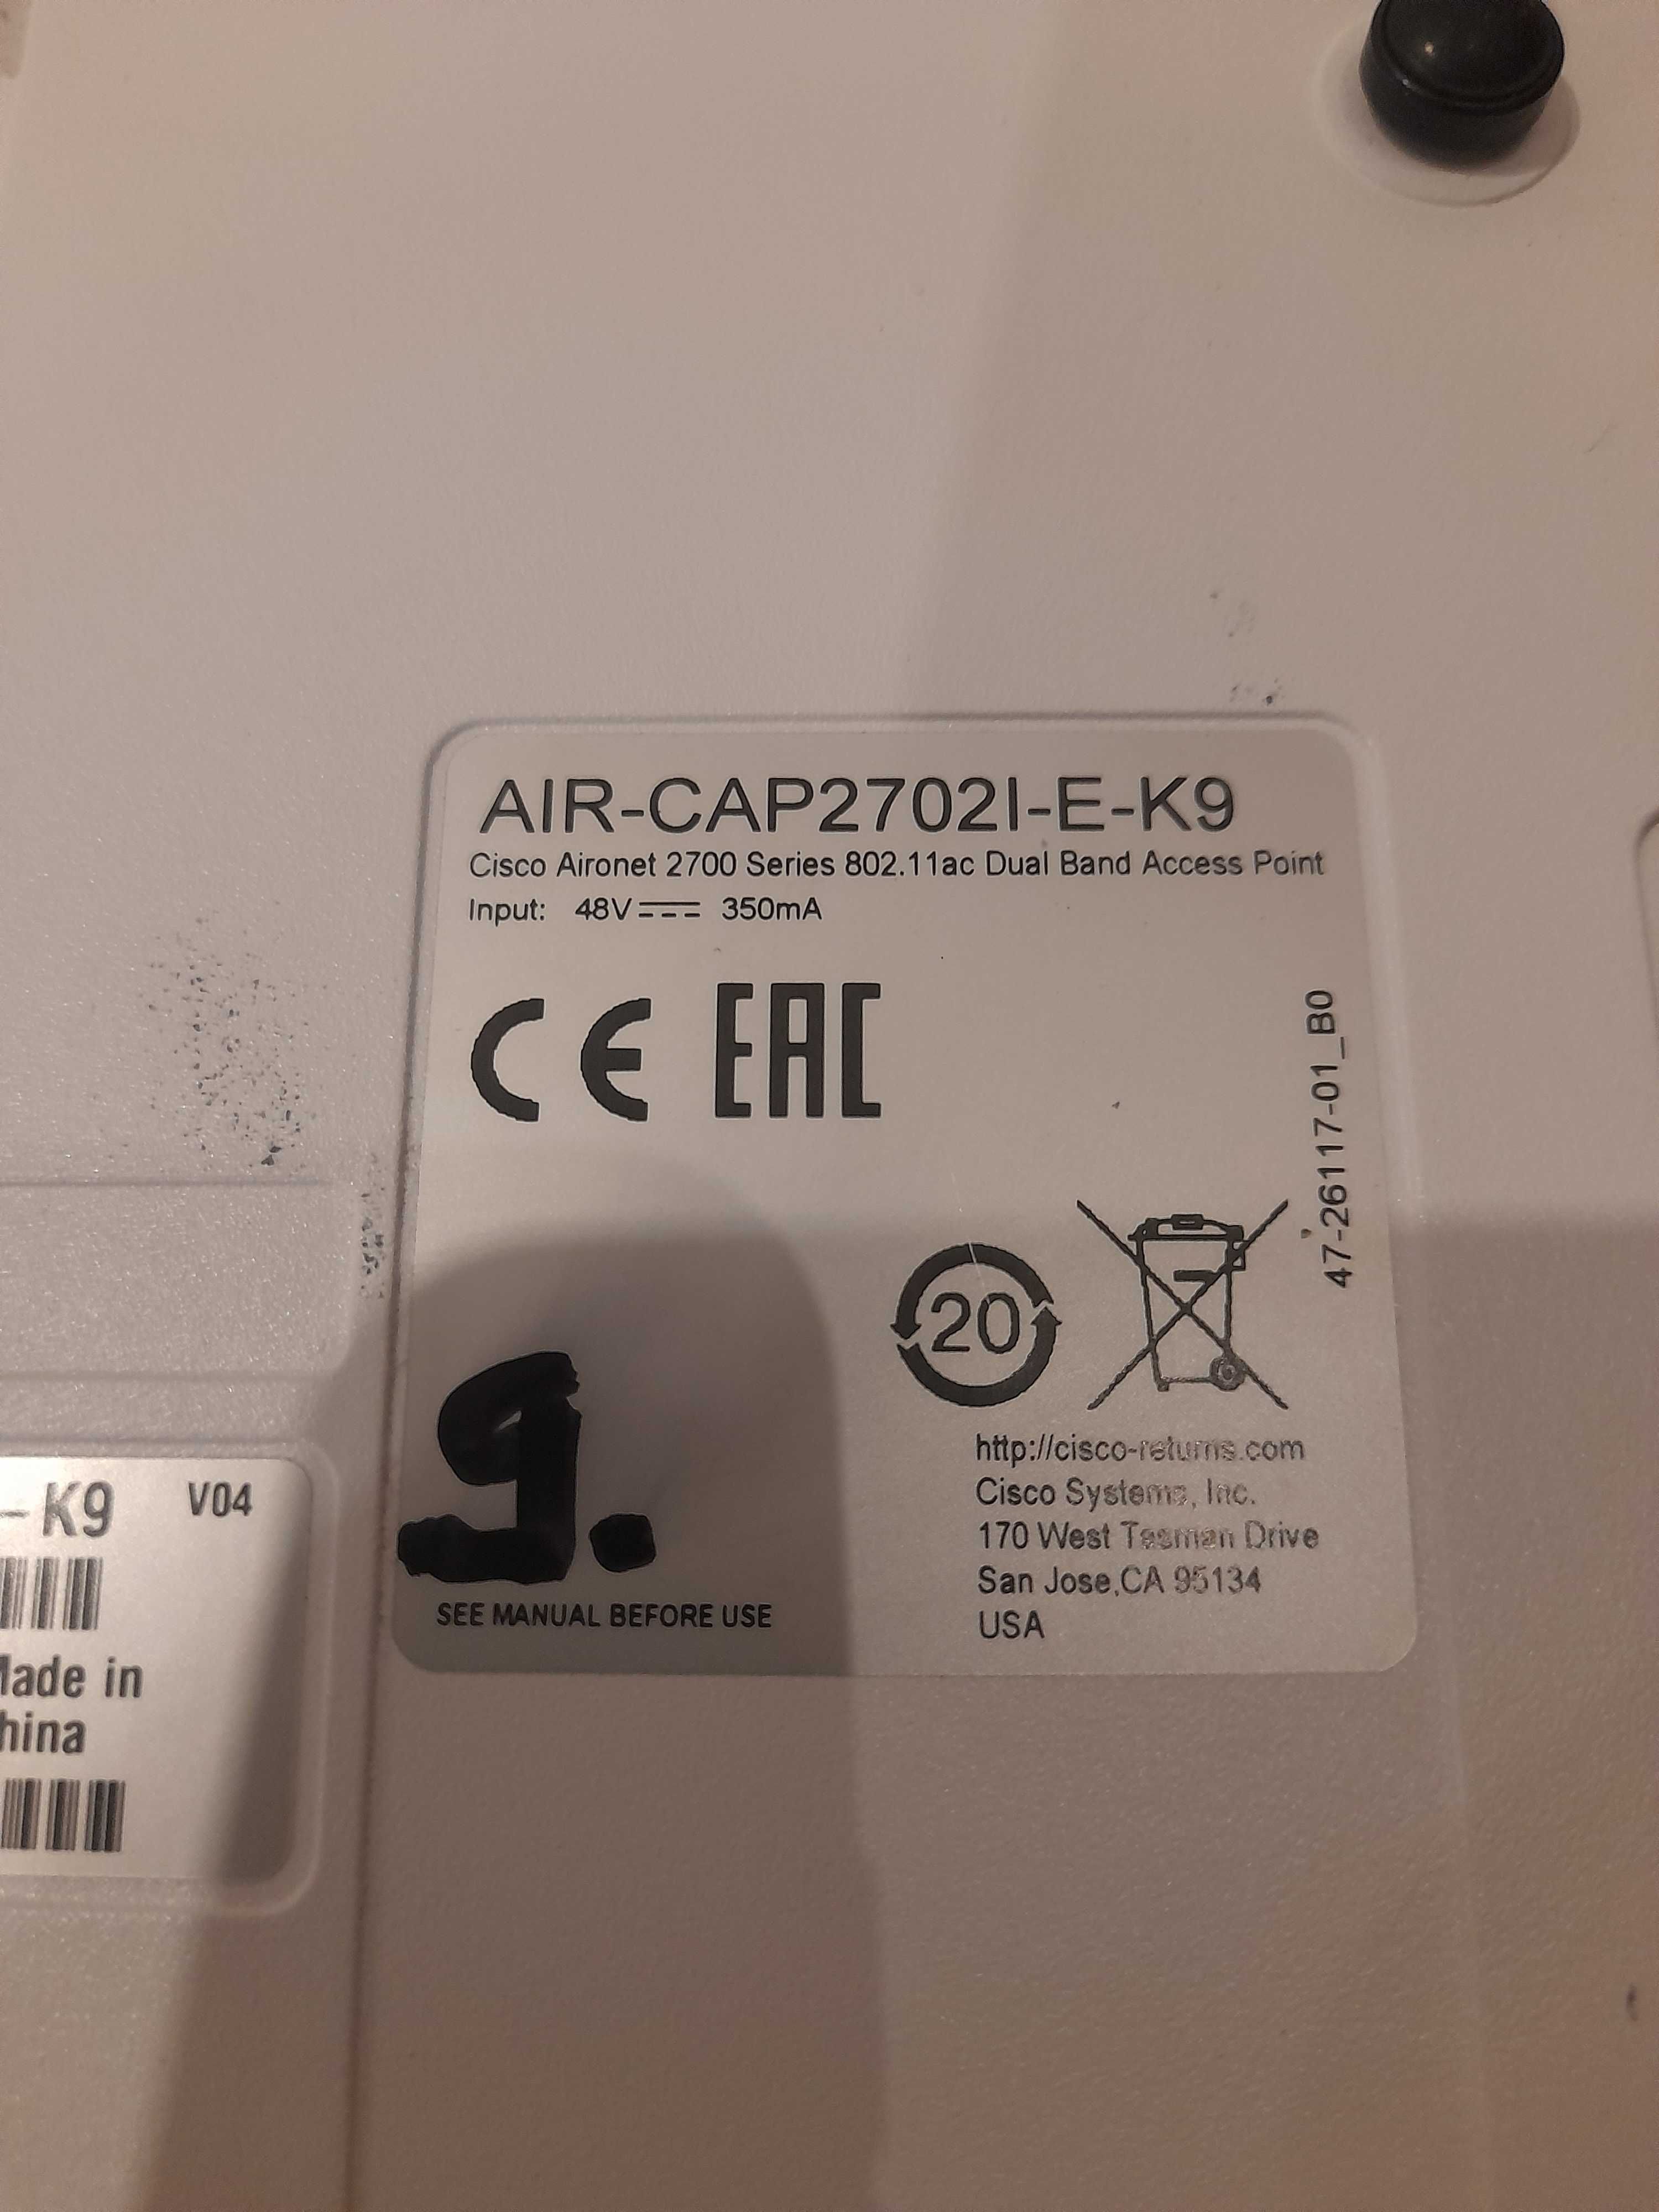 AIR-CAP2702I-E-K9
Cisco Aironet 2700 Series 802.11ac Dual Band Access Point
Input: 48V 350mA
CE EAC
47-26117-01_B0
20
9.
http://cisco-returns.com
Cisco Systems, Inc.
170 West Tasman Drive
San Jose,CA 95134
USA
SEE MANUAL BEFORE USE
-K9 V04
Made in
China